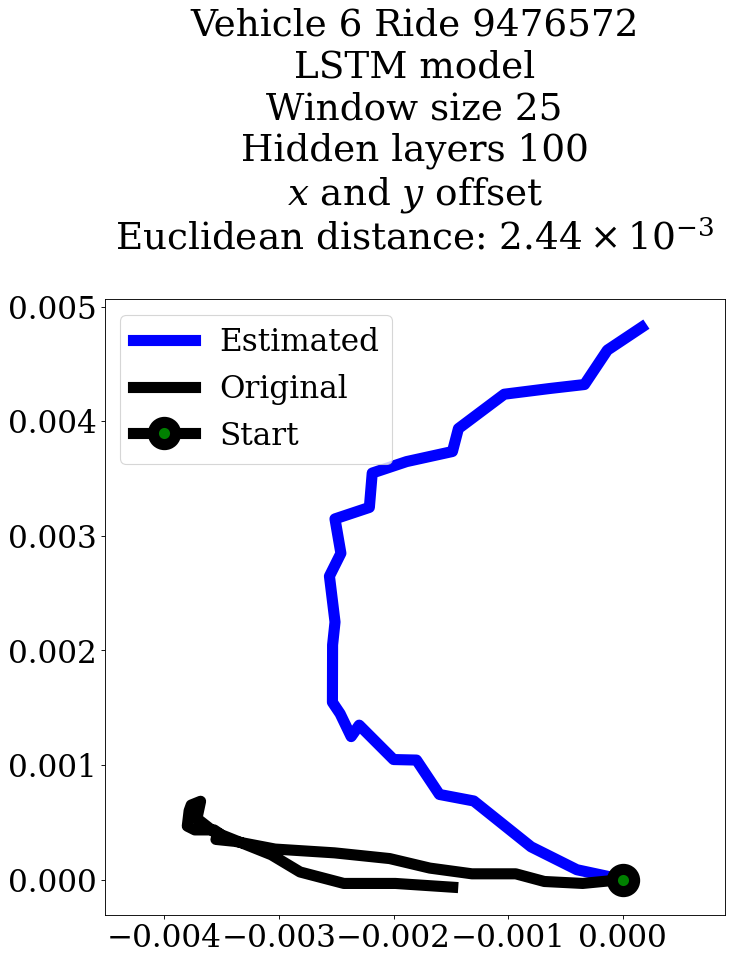 Vehicle 6 Ride 9476572
LSTM model
Window size 25
Hidden layers 100
x and y offset
Euclidean distance: 2.44 × 10⁻³
Estimated
Original
Start
0.005
0.004
0.003
0.002
0.001
0.000
−0.004 −0.003 −0.002 −0.001 0.000